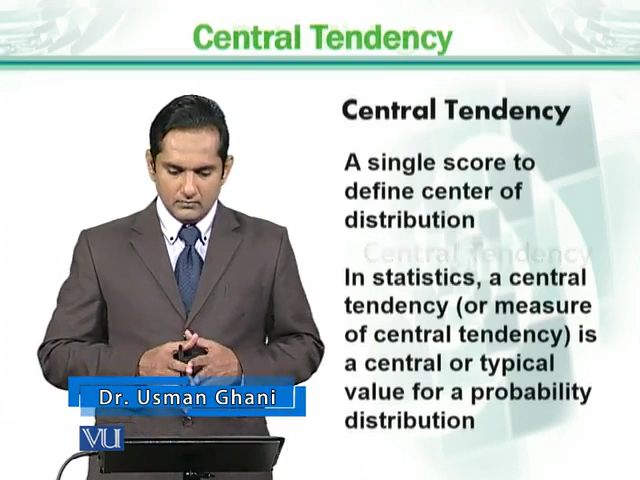 Central Tendency
Central Tendency
A single score to
define center of
distribution
Central Tendency
In statistics, a central
tendency (or measure
of central tendency) is
a central or typical
value for a probability
distribution
Dr. Usman Ghani
VU